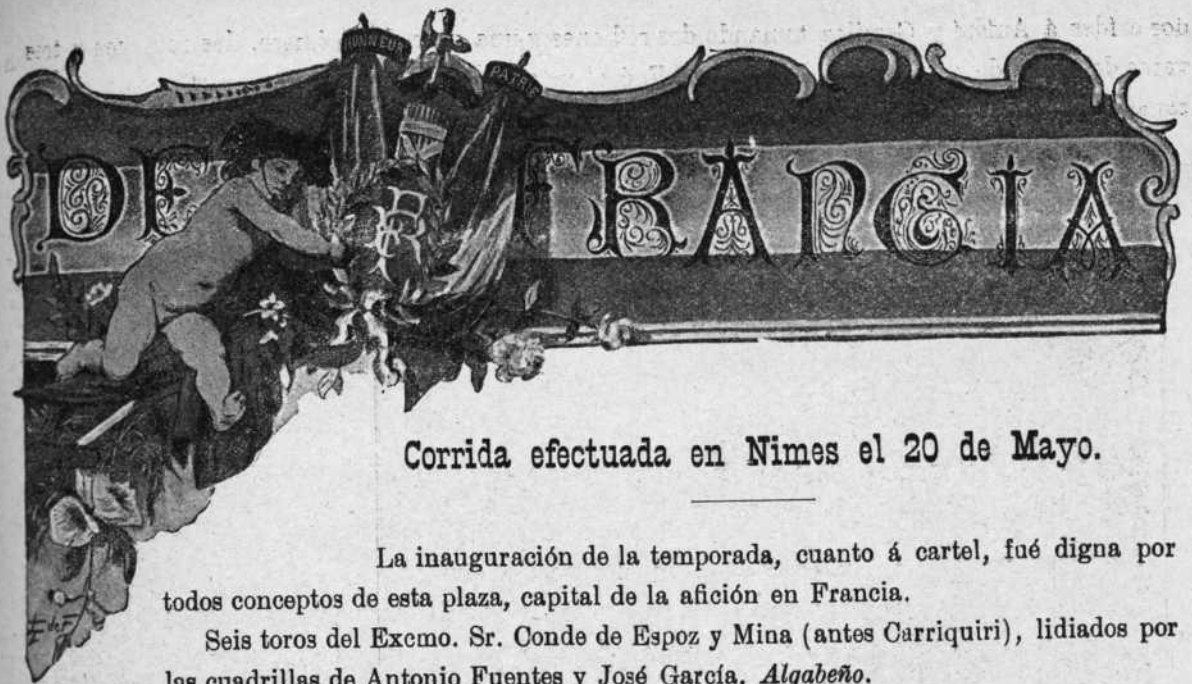 HONNEUR
PATRIE
DE FRANCIA
RF
Corrida efectuada en Nimes el 20 de Mayo.
La inauguración de la temporada, cuanto á cartel, fué digna por
todos conceptos de esta plaza, capital de la afición en Francia.
Seis toros del Excmo. Sr. Conde de Espoz y Mina (antes Carriquiri), lidiados por
las cuadrillas de Antonio Fuentes y José García, Algabeño.